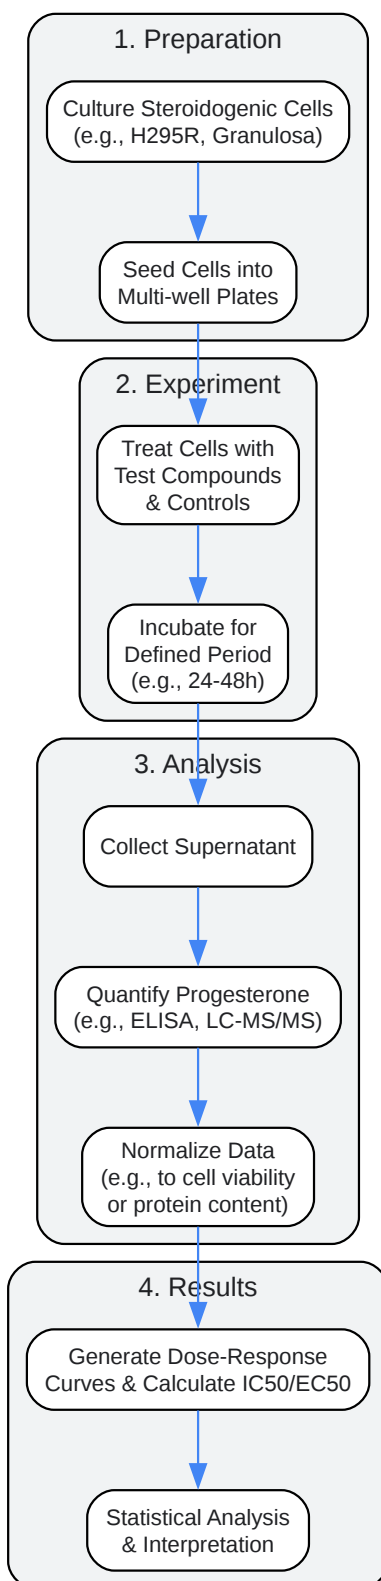 1. Preparation
Culture Steroidogenic Cells
(e.g., H295R, Granulosa)
Seed Cells into
Multi-well Plates
2. Experiment
Treat Cells with
Test Compounds
& Controls
Incubate for
Defined Period
(e.g., 24-48h)
3. Analysis
Collect Supernatant
Quantify Progesterone
(e.g., ELISA, LC-MS/MS)
Normalize Data
(e.g., to cell viability
or protein content)
4. Results
Generate Dose-Response
Curves & Calculate IC50/EC50
Statistical Analysis
& Interpretation